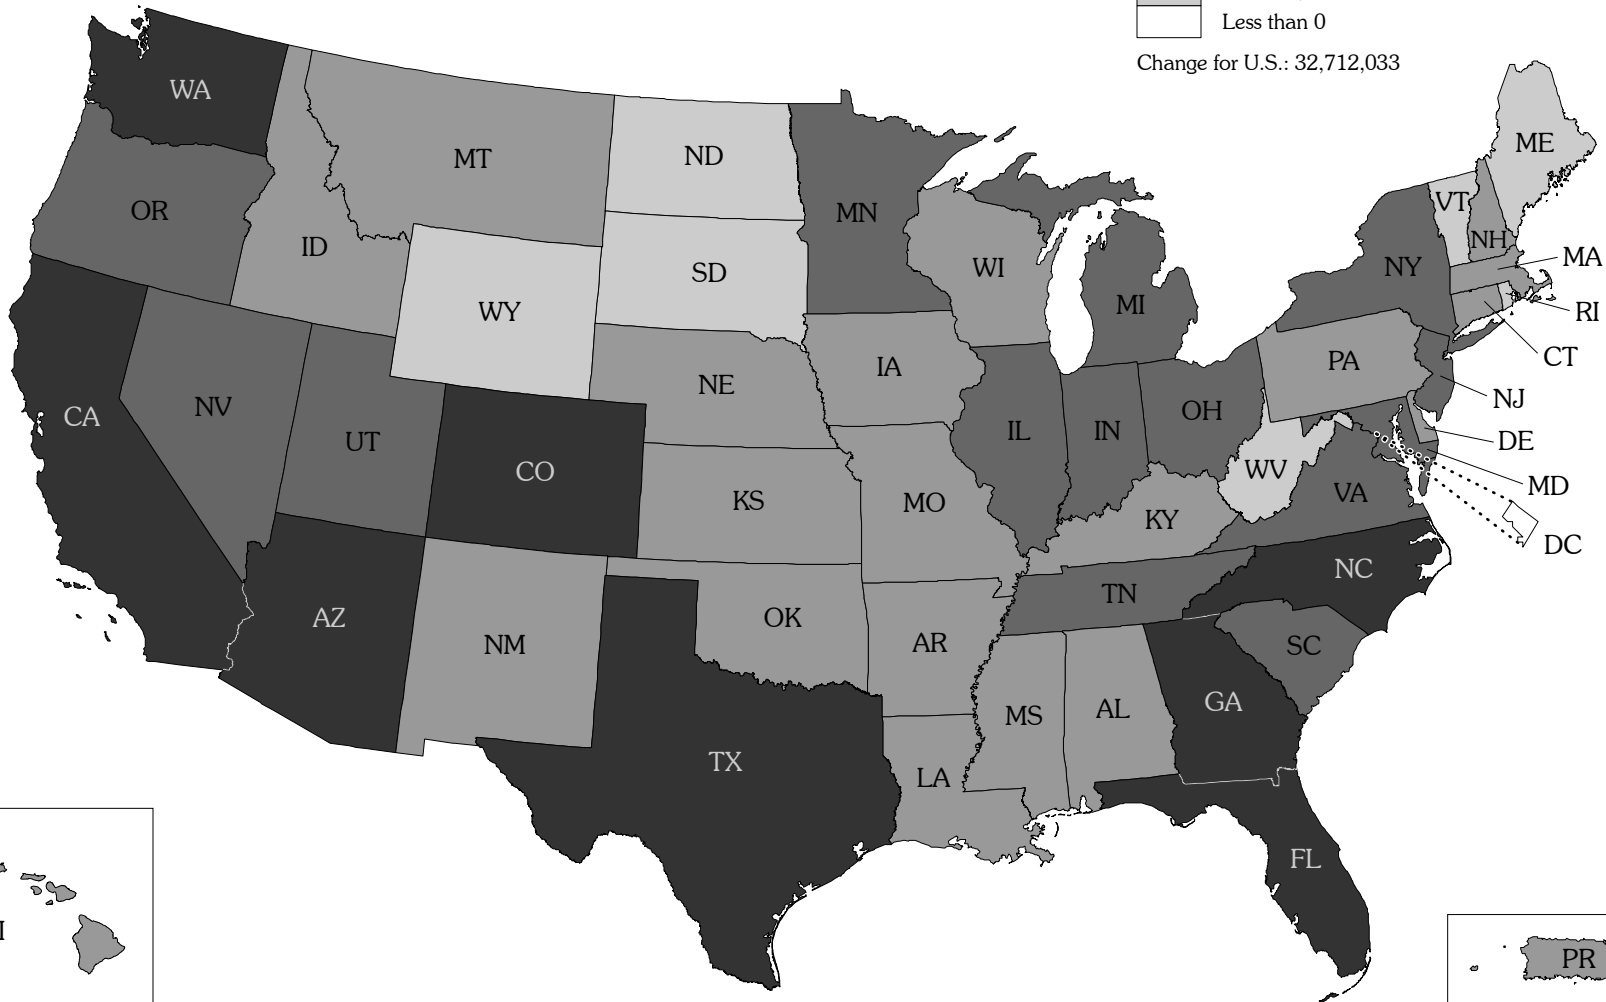 Less than 0
Change for U.S.: 32,712,033
WA
MT
ND
ME
OR
ID
MN
VT
NH
SD
WI
NY
MA
WY
MI
RI
IA
PA
CT
NE
NV
NJ
CA
UT
IL
IN
OH
DE
CO
WV
MD
KS
MO
VA
KY
DC
NC
TN
AZ
OK
NM
AR
SC
MS
AL
GA
TX
LA
FL
PR